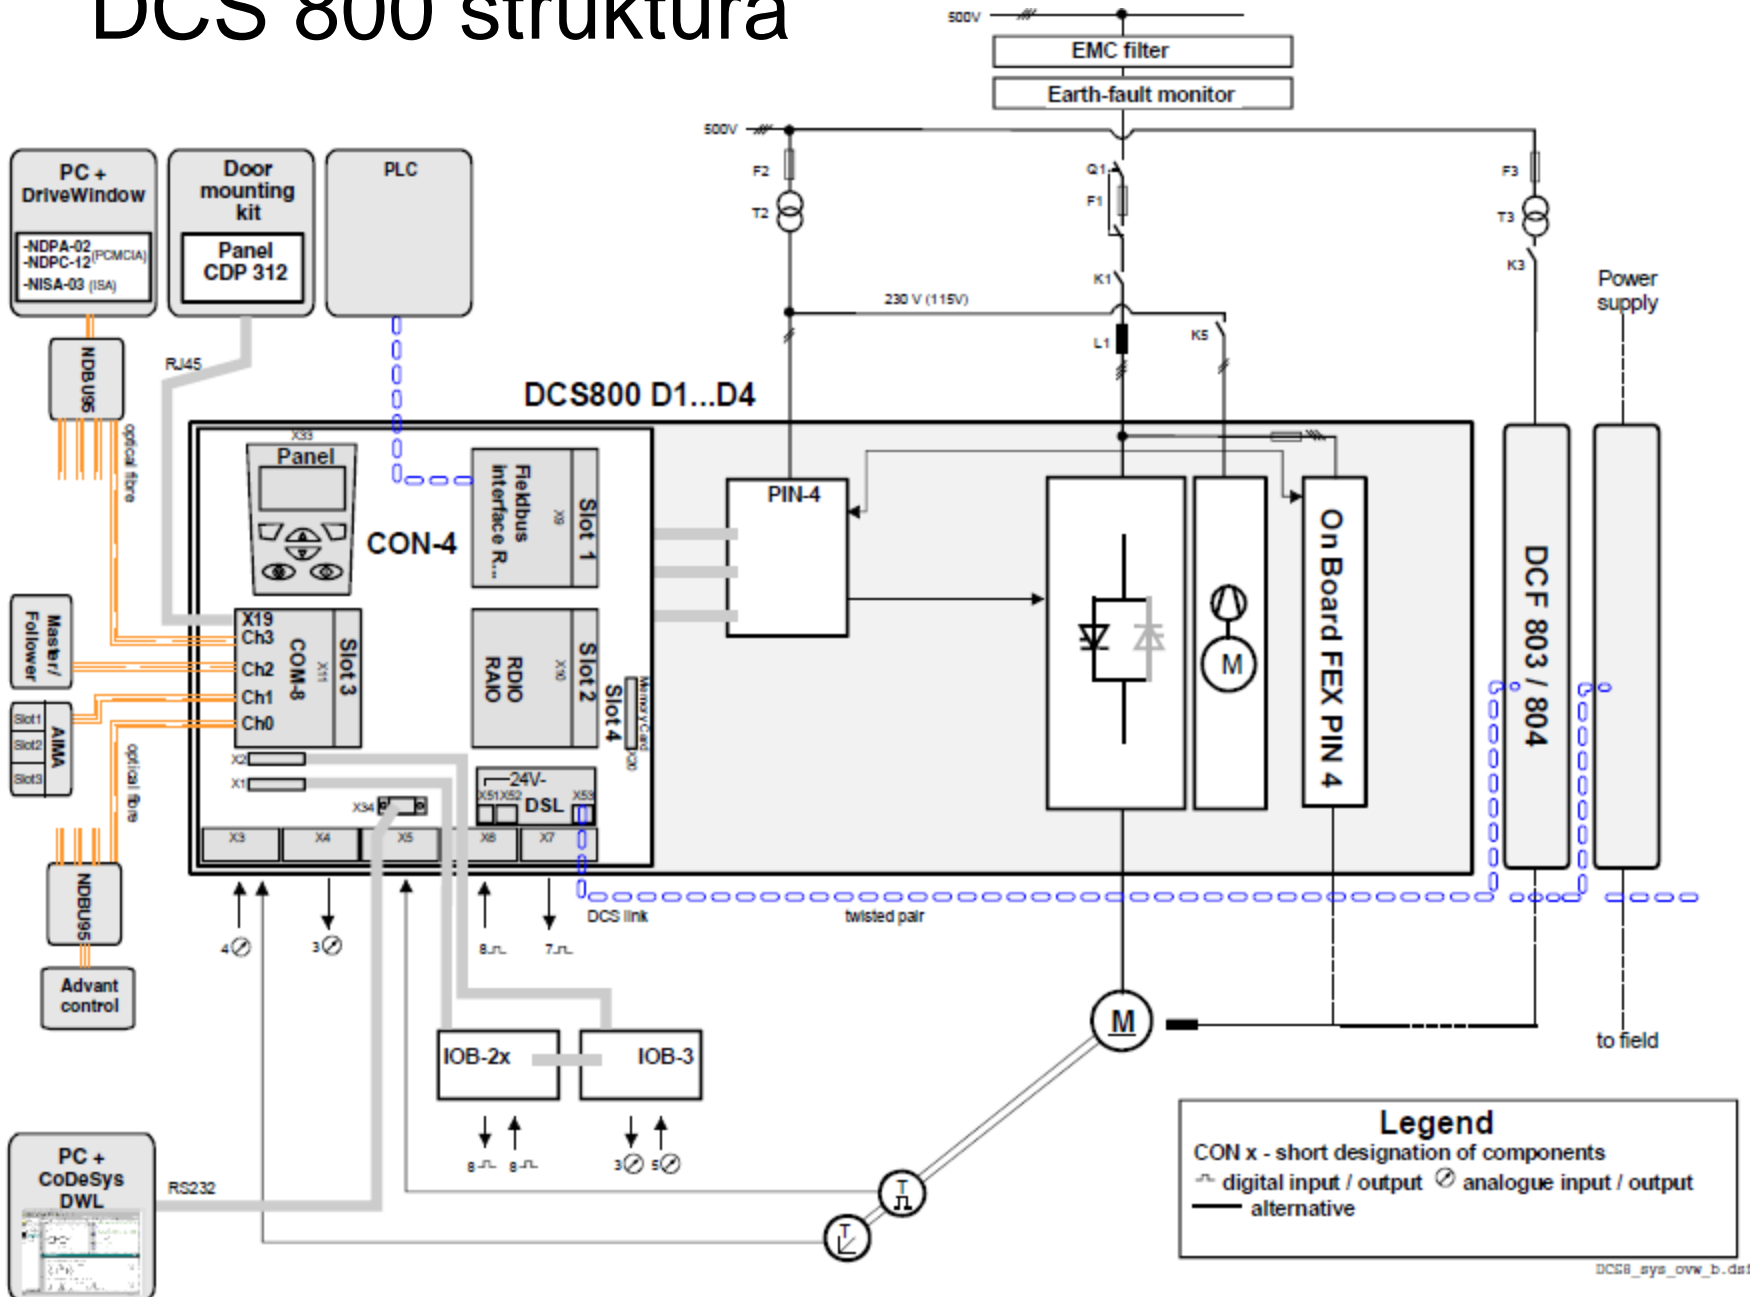 DCS 800 struktura
500V
EMC filter
Earth-fault monitor
500V
F2
T2
Q1
F1
K1
L1
F3
T3
K3
230 V (115V)
K5
Power
supply
PC +
DriveWindow
-NDPA-02
-NDPC-12 (PCMCIA)
-NISA-03 (ISA)
Door
mounting
kit
Panel
CDP 312
PLC
NDBU95
RJ45
optical fibre
DCS800 D1...D4
X33
Panel
CON-4
Fieldbus
interface R...
X9
Slot 1
PIN-4
On Board FEX PIN 4
DCF 803 / 804
M
Master/
Follower
X19
Ch3
Ch2
Ch1
Ch0
COM-8
X11
Slot 3
RDIO
RAIO
X10
Slot 2
Slot 4
Memory Card
X20
Slot1
Slot2
Slot3
AIMA
optical fibre
X2
X1
X34
24V-
X51 X52
DSL
X53
X3
X4
X5
X6
X7
NDBU95
Advant
control
4
3
8
7
DCS link
twisted pair
M
to field
IOB-2x
IOB-3
8
8
3
5
PC +
CoDeSys
DWL
RS232
T
T
Legend
CON x - short designation of components
digital input / output analogue input / output
alternative
DCS8_sys_ovw_b.dsf